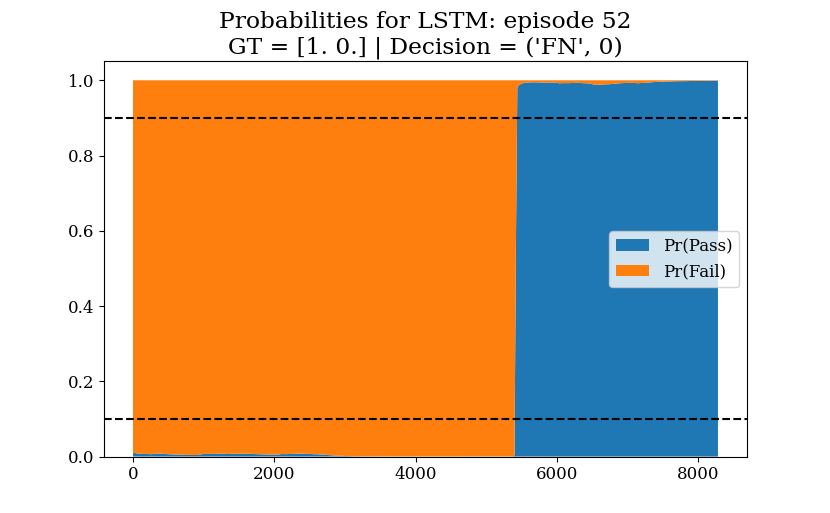 Probabilities for LSTM: episode 52
GT = [1. 0.] | Decision = ('FN', 0)
1.0
0.8
0.6
0.4
0.2
0.0
Pr(Pass)
Pr(Fail)
0
2000
4000
6000
8000